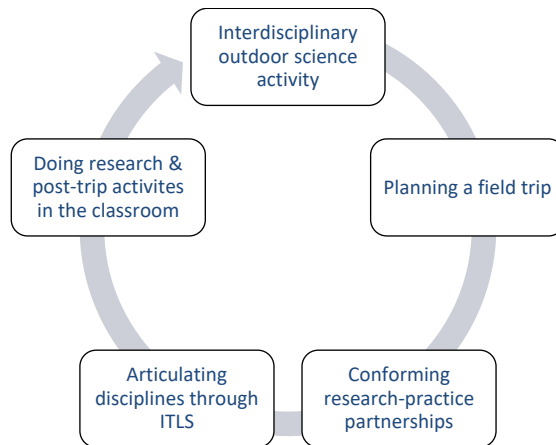 Interdisciplinary
outdoor science
activity
Planning a field trip
Conforming
research-practice
partnerships
Articulating
disciplines through
ITLS
Doing research &
post-trip activites
in the classroom